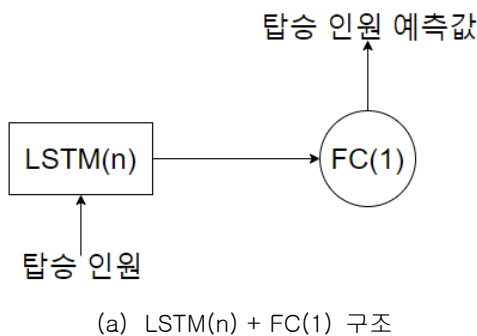 탑승 인원 예측값
LSTM(n)
FC(1)
탑승 인원
(a) LSTM(n) + FC(1) 구조